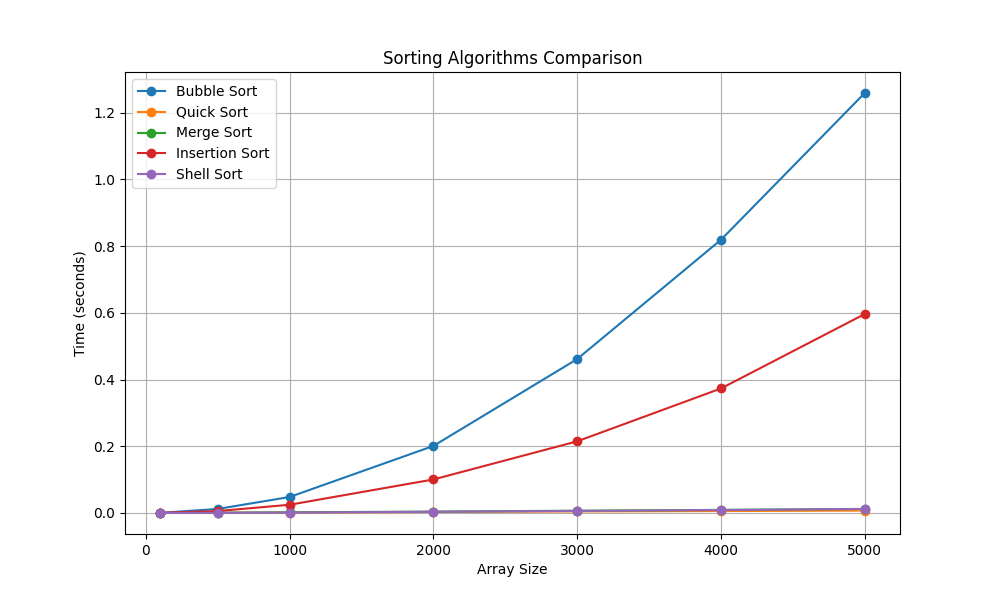 Sorting Algorithms Comparison
Bubble Sort
Quick Sort
Merge Sort
Insertion Sort
Shell Sort
Time (seconds)
1.2
1.0
0.8
0.6
0.4
0.2
0.0
0
1000
2000
3000
4000
5000
Array Size